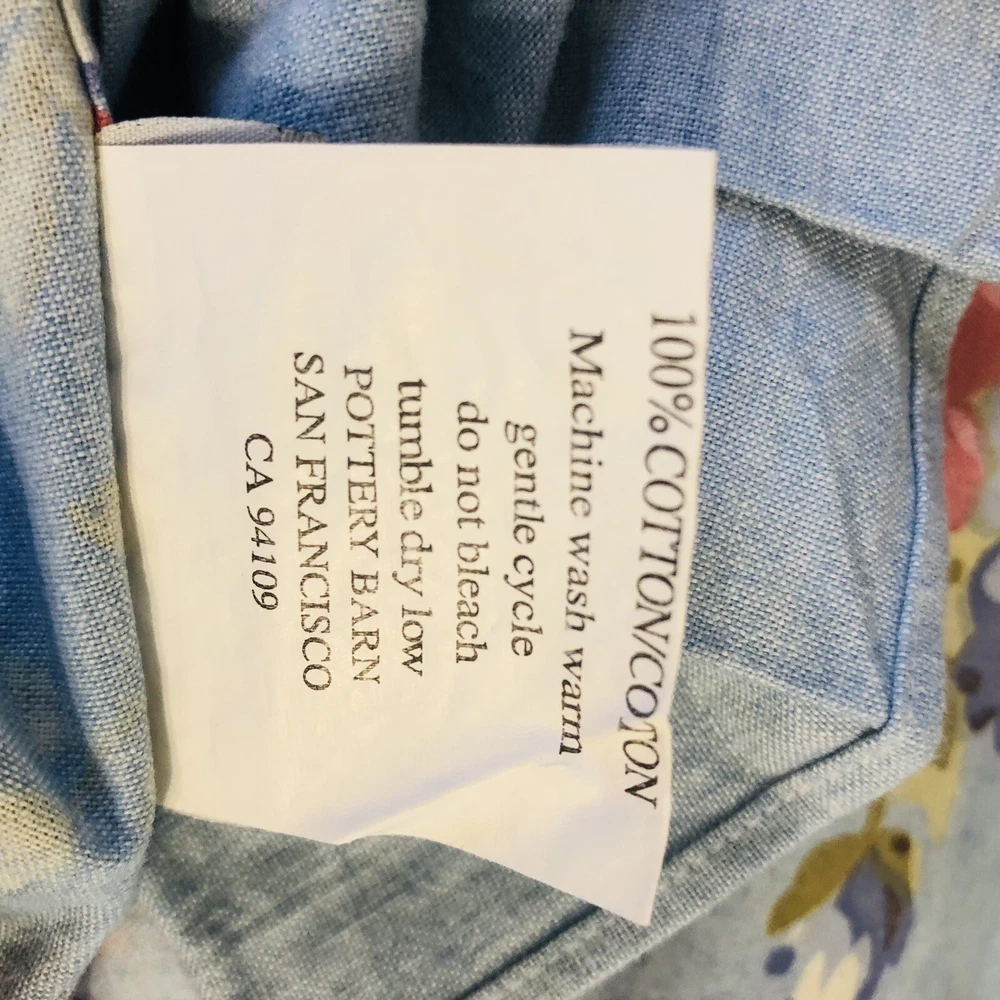 100% COTTON/COTON
Machine wash warm
gentle cycle
do not bleach
tumble dry low
POTTERY BARN
SAN FRANCISCO
CA 94109